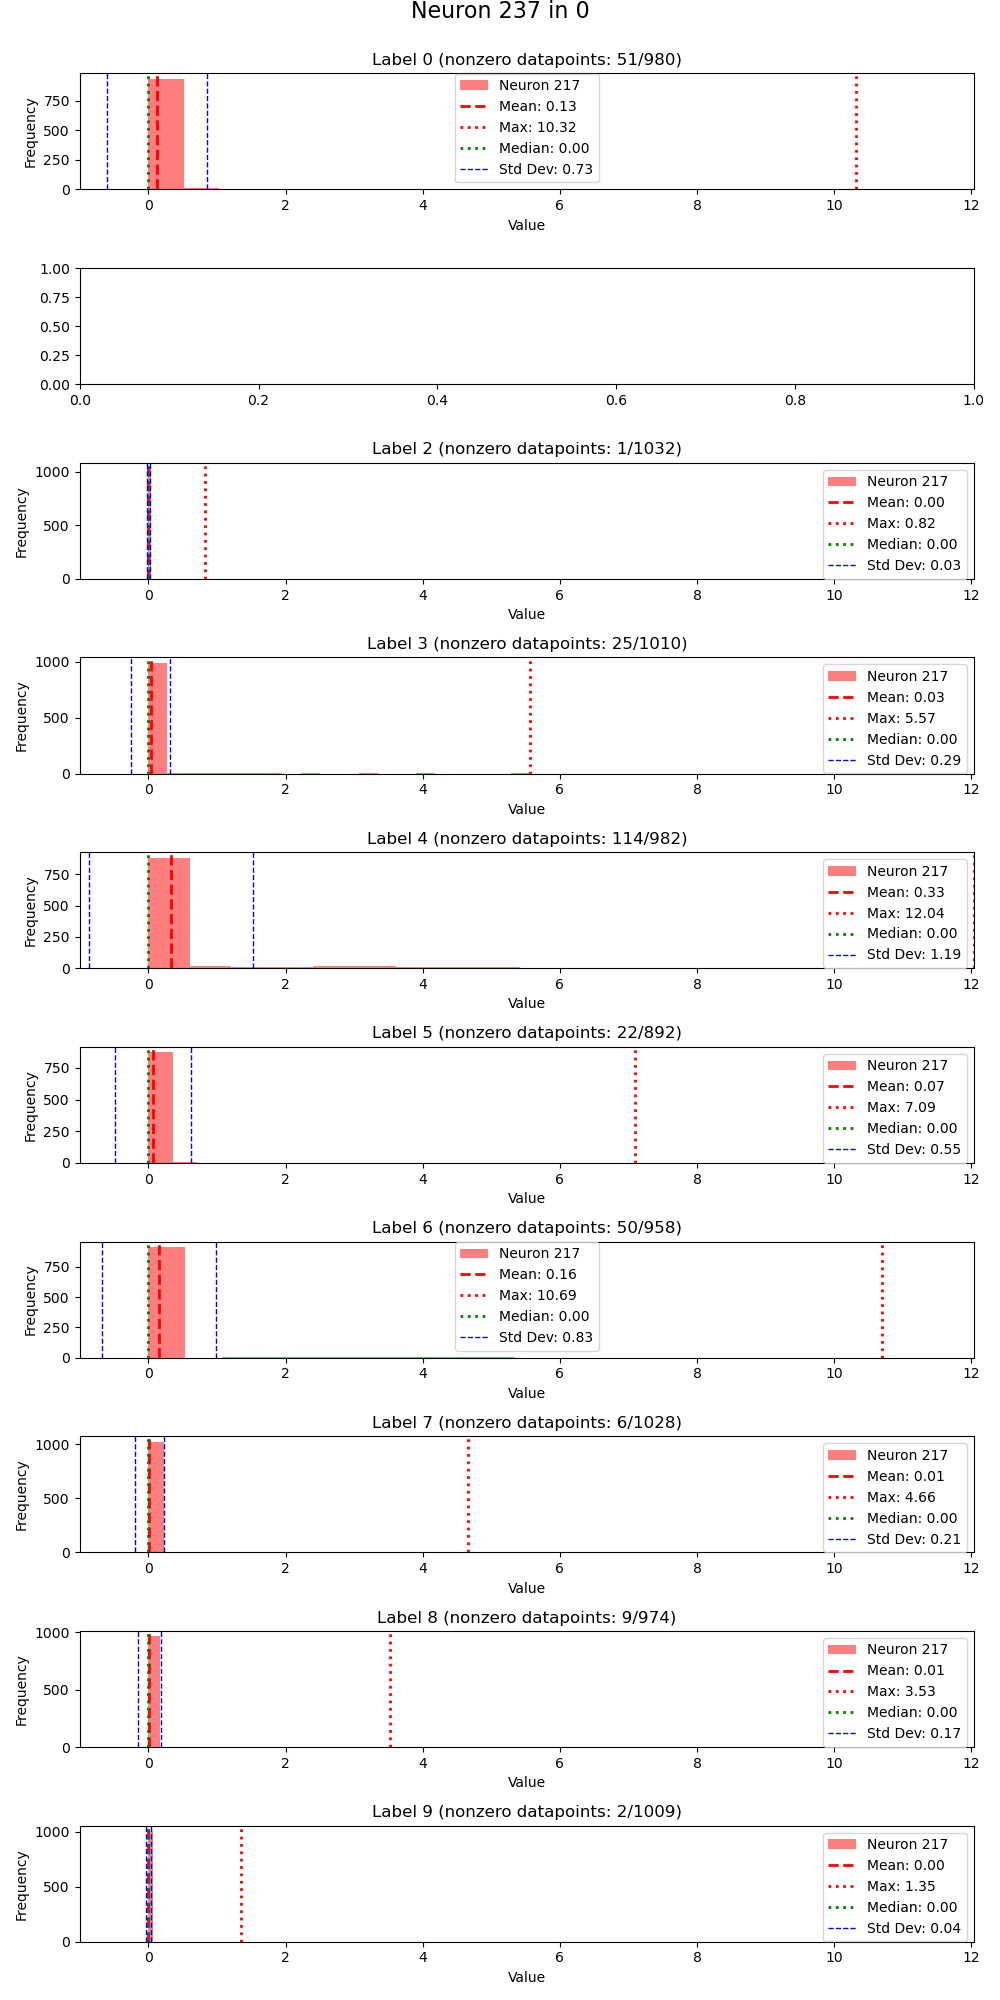 Neuron 237 in 0
Label 0 (nonzero datapoints: 51/980)
Frequency
750
500
250
0
Neuron 217
Mean: 0.13
Max: 10.32
Median: 0.00
Std Dev: 0.73
0 2 4 6 8 10 12
Value
1.00
0.75
0.50
0.25
0.00
0.0 0.2 0.4 0.6 0.8 1.0
Label 2 (nonzero datapoints: 1/1032)
Frequency
1000
500
0
Neuron 217
Mean: 0.00
Max: 0.82
Median: 0.00
Std Dev: 0.03
0 2 4 6 8 10 12
Value
Label 3 (nonzero datapoints: 25/1010)
Frequency
1000
500
0
Neuron 217
Mean: 0.03
Max: 5.57
Median: 0.00
Std Dev: 0.29
0 2 4 6 8 10 12
Value
Label 4 (nonzero datapoints: 114/982)
Frequency
750
500
250
0
Neuron 217
Mean: 0.33
Max: 12.04
Median: 0.00
Std Dev: 1.19
0 2 4 6 8 10 12
Value
Label 5 (nonzero datapoints: 22/892)
Frequency
750
500
250
0
Neuron 217
Mean: 0.07
Max: 7.09
Median: 0.00
Std Dev: 0.55
0 2 4 6 8 10 12
Value
Label 6 (nonzero datapoints: 50/958)
Frequency
750
500
250
0
Neuron 217
Mean: 0.16
Max: 10.69
Median: 0.00
Std Dev: 0.83
0 2 4 6 8 10 12
Value
Label 7 (nonzero datapoints: 6/1028)
Frequency
1000
500
0
Neuron 217
Mean: 0.01
Max: 4.66
Median: 0.00
Std Dev: 0.21
0 2 4 6 8 10 12
Value
Label 8 (nonzero datapoints: 9/974)
Frequency
1000
500
0
Neuron 217
Mean: 0.01
Max: 3.53
Median: 0.00
Std Dev: 0.17
0 2 4 6 8 10 12
Value
Label 9 (nonzero datapoints: 2/1009)
Frequency
1000
500
0
Neuron 217
Mean: 0.00
Max: 1.35
Median: 0.00
Std Dev: 0.04
0 2 4 6 8 10 12
Value